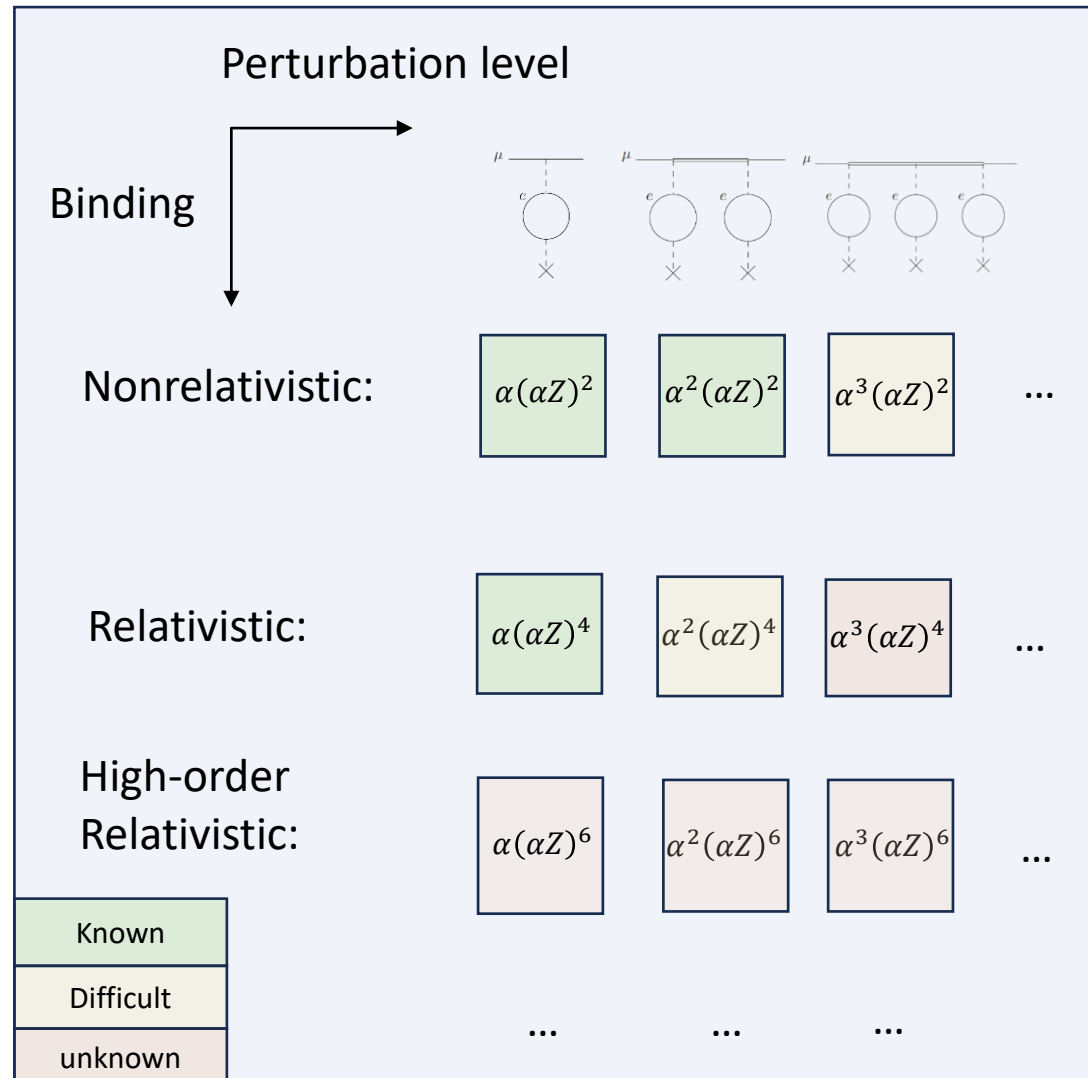 Perturbation level
Binding
μ μ μ
e e e e e e
Nonrelativistic: α(αZ)² α²(αZ)² α³(αZ)² ...
Relativistic: α(αZ)⁴ α²(αZ)⁴ α³(αZ)⁴ ...
High-order
Relativistic: α(αZ)⁶ α²(αZ)⁶ α³(αZ)⁶ ...
Known
Difficult
... ... ...
unknown